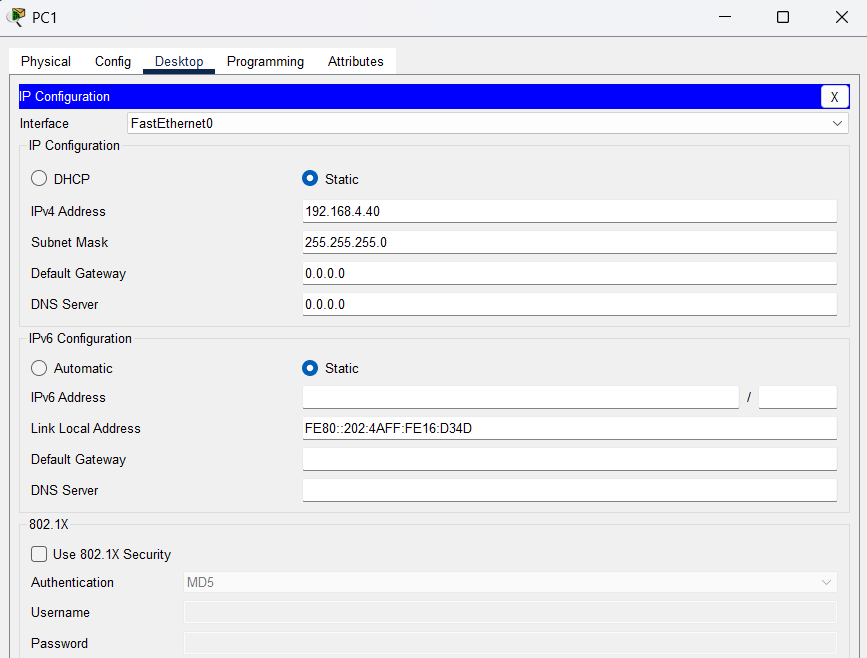 PC1
Physical Config Desktop Programming Attributes
IP Configuration X
Interface FastEthernet0
IP Configuration
DHCP Static
IPv4 Address 192.168.4.40
Subnet Mask 255.255.255.0
Default Gateway 0.0.0.0
DNS Server 0.0.0.0
IPv6 Configuration
Automatic Static
IPv6 Address /
Link Local Address FE80::202:4AFF:FE16:D34D
Default Gateway
DNS Server
802.1X
Use 802.1X Security
Authentication MD5
Username
Password